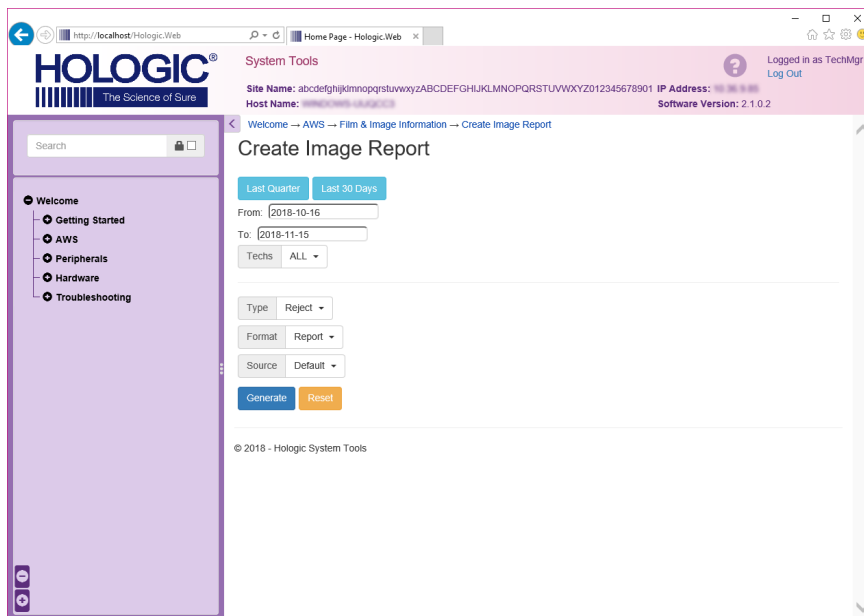 http://localhost/Hologic.Web
Home Page - Hologic.Web
HOLOGIC®
The Science of Sure
System Tools
Logged in as TechMgr
Log Out
Site Name: abcdefghijklmnopqrstuvwxyzABCDEFGHIJKLMNOPQRSTUVWXYZ012345678901 IP Address:
Host Name:
Software Version: 2.1.0.2
Welcome → AWS → Film & Image Information → Create Image Report
Search
Create Image Report
Last Quarter
Last 30 Days
Welcome
From: 2018-10-16
Getting Started
To: 2018-11-15
AWS
Techs ALL
Peripherals
Hardware
Troubleshooting
Type Reject
Format Report
Source Default
Generate
Reset
© 2018 - Hologic System Tools